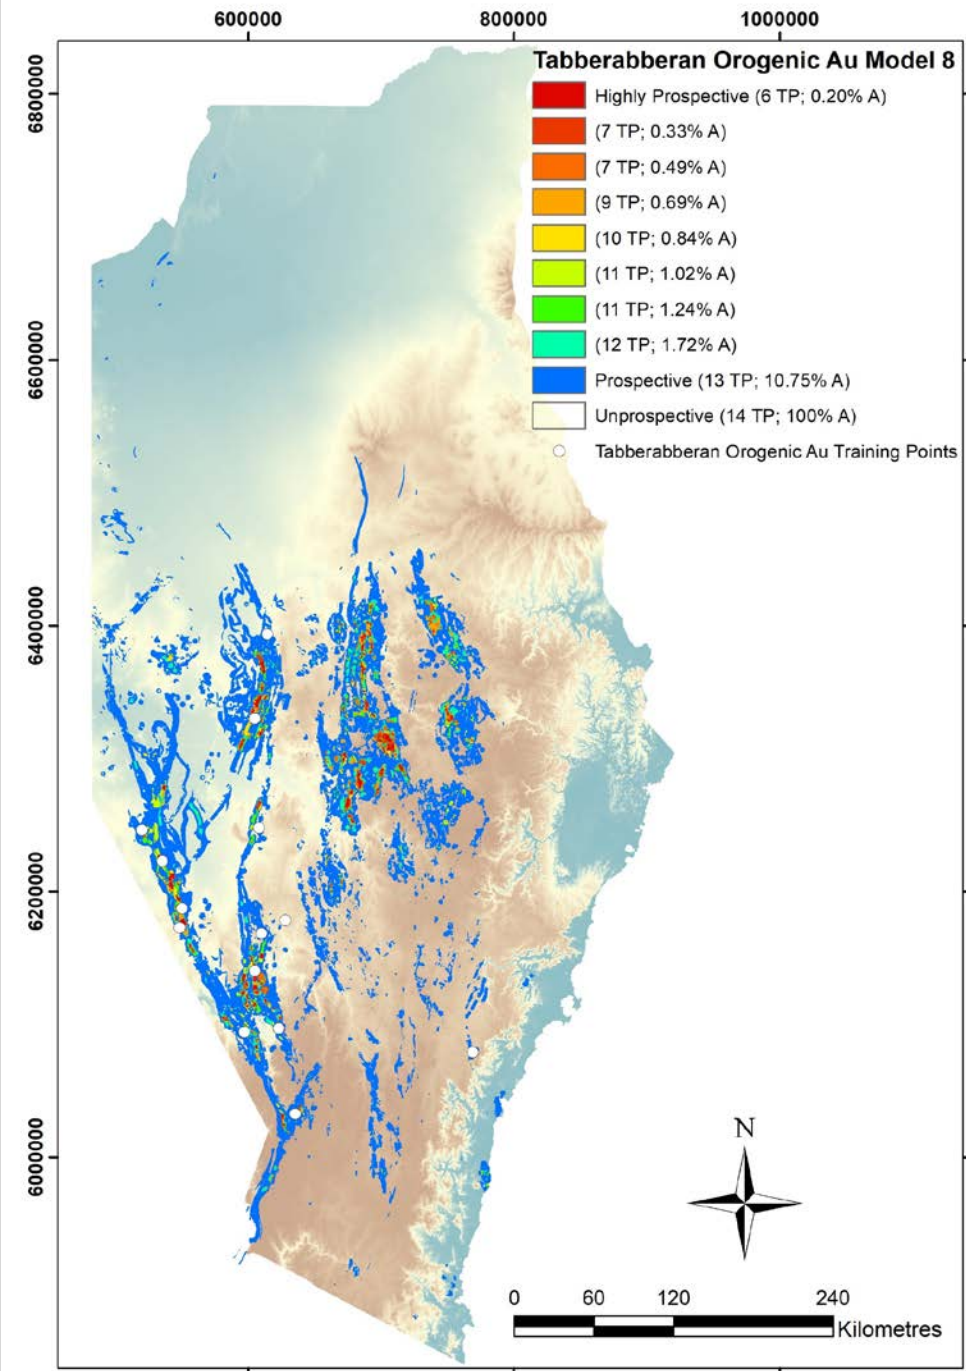 600000 800000 1000000
6800000
6600000
6400000
6200000
6000000
Tabberabberan Orogenic Au Model 8
Highly Prospective (6 TP; 0.20% A)
(7 TP; 0.33% A)
(7 TP; 0.49% A)
(9 TP; 0.69% A)
(10 TP; 0.84% A)
(11 TP; 1.02% A)
(11 TP; 1.24% A)
(12 TP; 1.72% A)
Prospective (13 TP; 10.75% A)
Unprospective (14 TP; 100% A)
Tabberabberan Orogenic Au Training Points
N
0 60 120 240
Kilometres